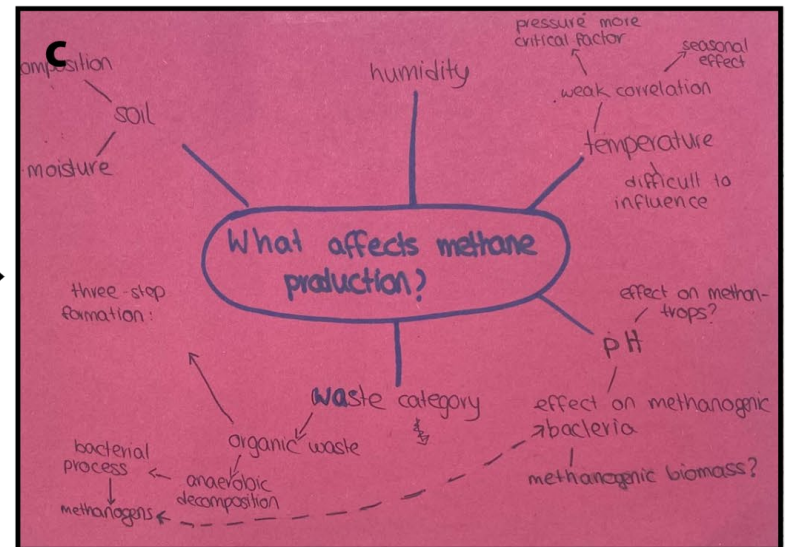 C
omposition
soil
moisture
humidity
pressure more
critical factor
seasonal
effect
weak correlation
temperature
difficult to
influence
What affects methane
production?
three-step
formation:
effect on methan-
trops?
pH
waste category
organic waste
anaerobic
decomposition
bacterial
process
methanogens
effect on methanogenic
bacteria
methanogenic biomass?